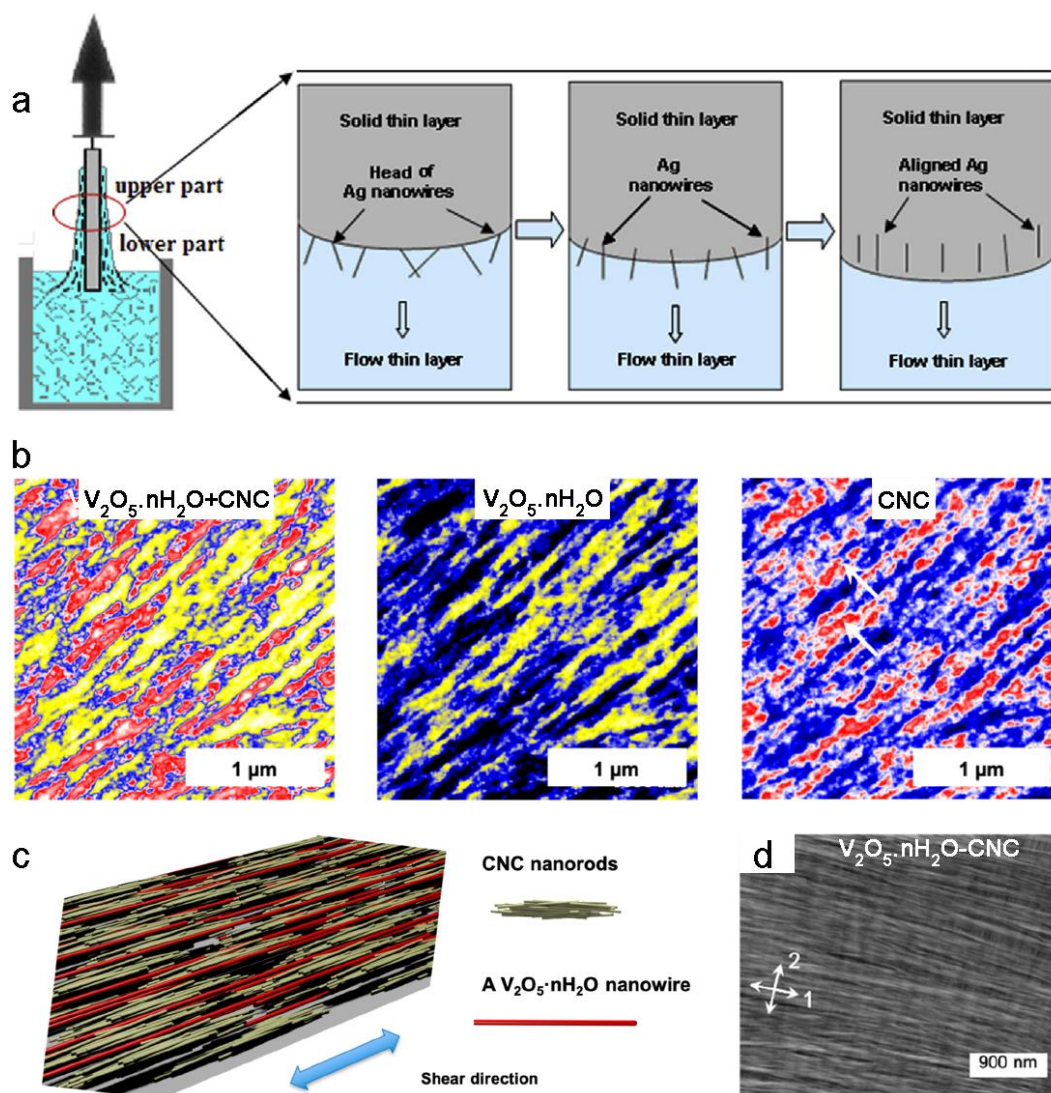 a
upper part
lower part
Solid thin layer
Head of
Ag nanowires
Flow thin layer
Solid thin layer
Ag
nanowires
Flow thin layer
Solid thin layer
Aligned Ag
nanowires
Flow thin layer
b
V₂O₅.nH₂O+CNC
1 µm
V₂O₅.nH₂O
1 µm
CNC
1 µm
c
CNC nanorods
A V₂O₅·nH₂O nanowire
Shear direction
d
V₂O₅.nH₂O-CNC
2
1
900 nm